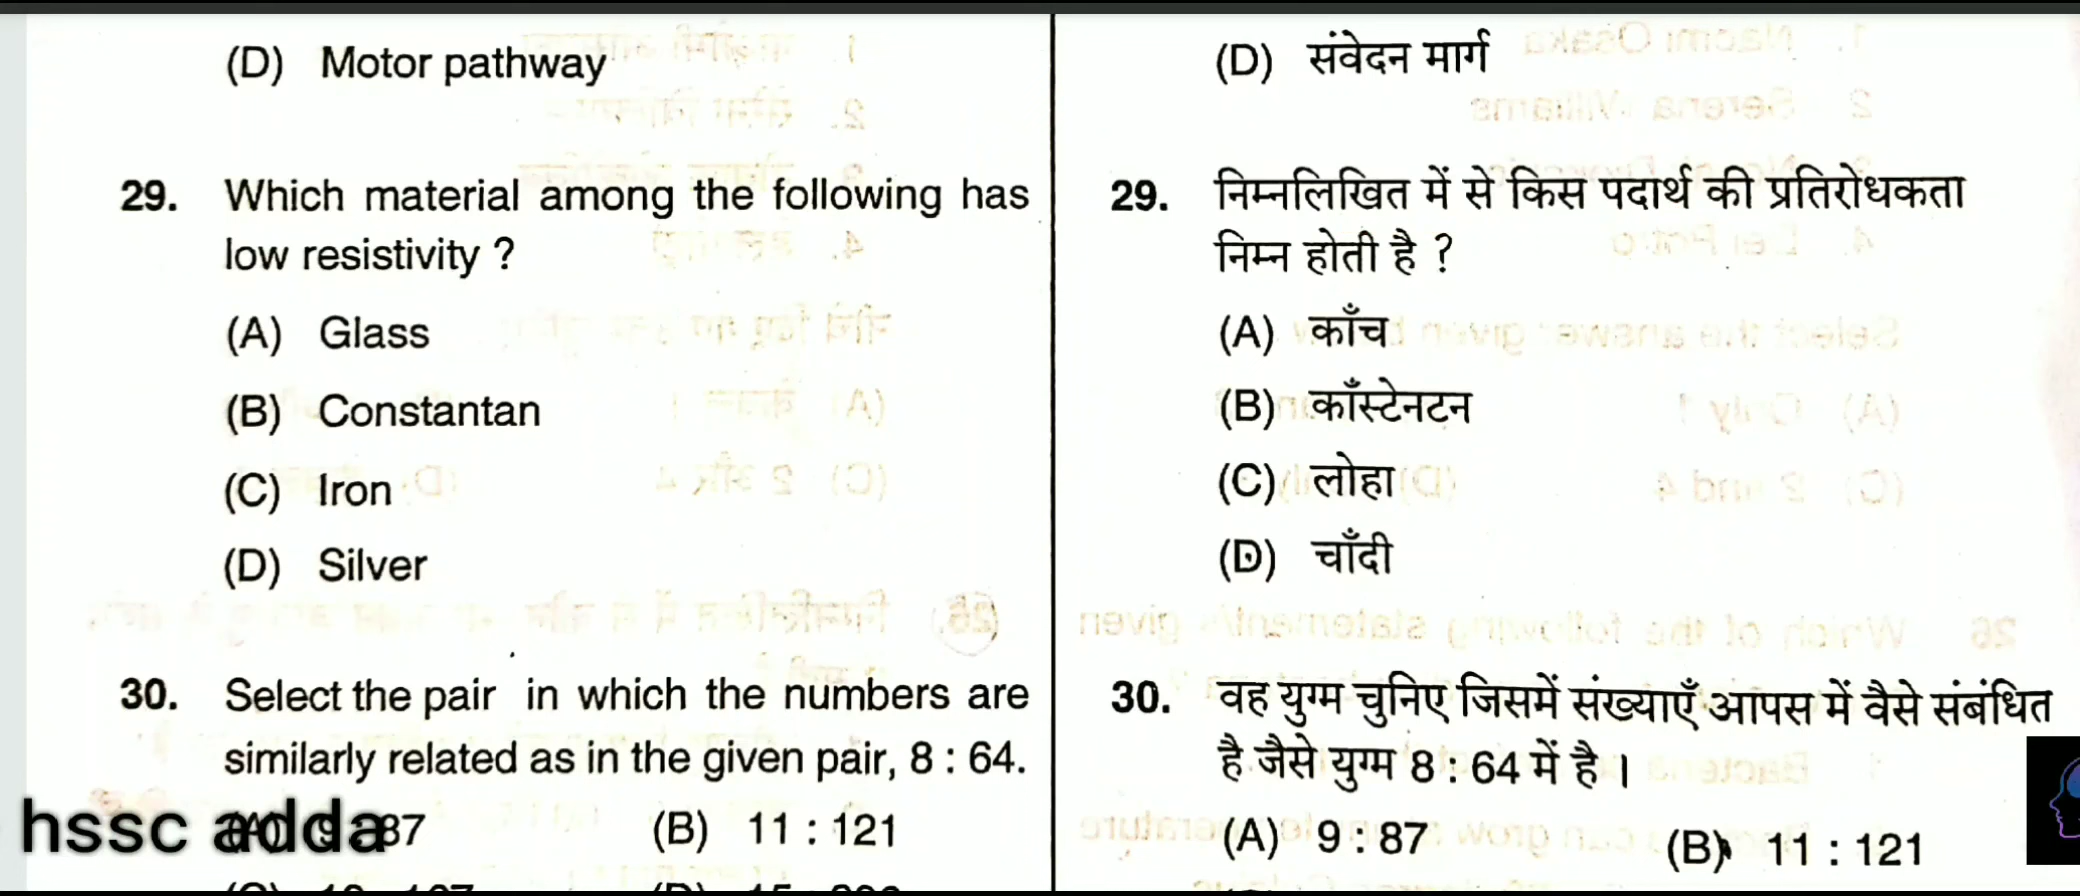 (D) Motor pathway
29. Which material among the following has
low resistivity ?
(A) Glass
(B) Constantan
(C) Iron
(D) Silver
30. Select the pair in which the numbers are
similarly related as in the given pair, 8 : 64.
(A) 9 : 87 (B) 11 : 121
hssc adda
(D) संवेदन मार्ग
29. निम्नलिखित में से किस पदार्थ की प्रतिरोधकता
निम्न होती है ?
(A) काँच
(B) काँस्टेनटन
(C) लोहा
(D) चाँदी
30. वह युग्म चुनिए जिसमें संख्याएँ आपस में वैसे संबंधित
है जैसे युग्म 8 : 64 में है ।
(A) 9 : 87 (B) 11 : 121